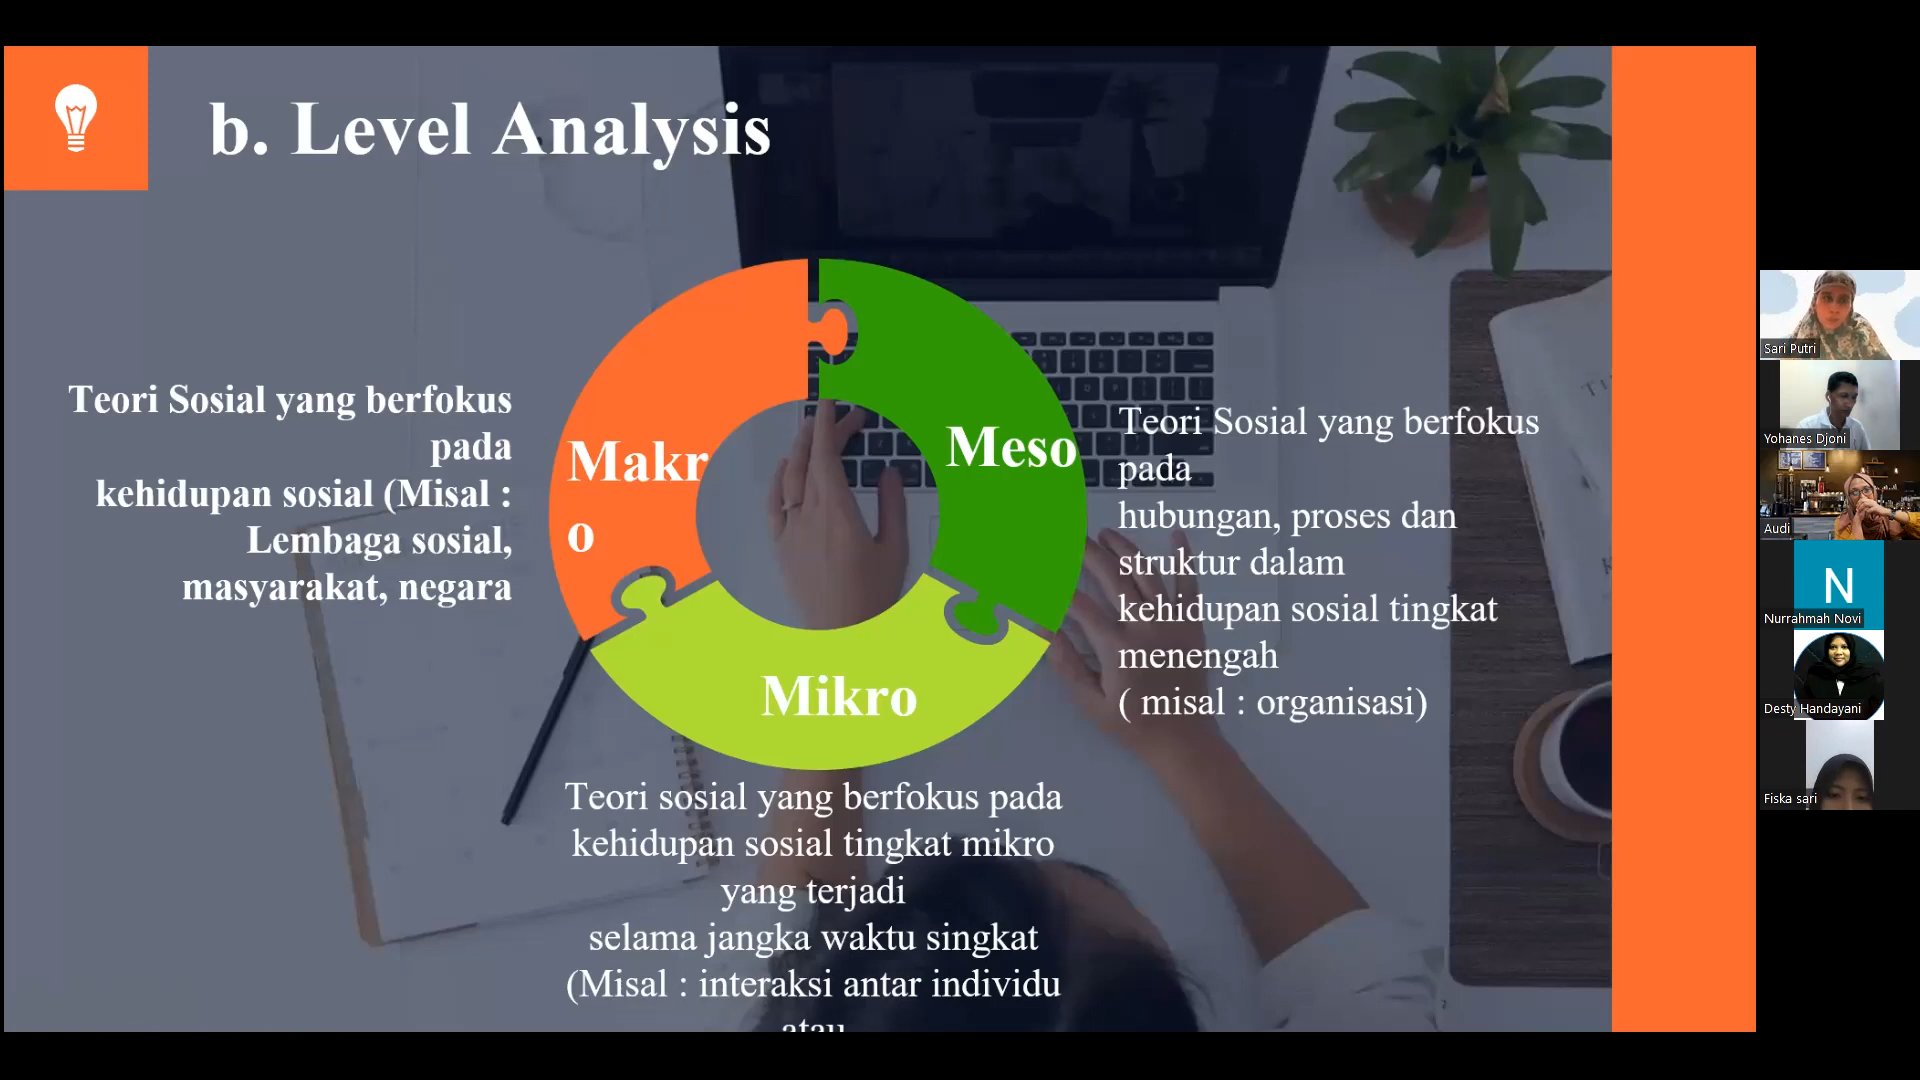 b. Level Analysis
Teori Sosial yang berfokus
pada
kehidupan sosial (Misal :
Lembaga sosial,
masyarakat, negara
Makr
o
Meso
Mikro
Teori Sosial yang berfokus
pada
hubungan, proses dan
struktur dalam
kehidupan sosial tingkat
menengah
( misal : organisasi)
Teori sosial yang berfokus pada
kehidupan sosial tingkat mikro
yang terjadi
selama jangka waktu singkat
(Misal : interaksi antar individu
atau
Sari Putri
Yohanes Djoni
Audi
N
Nurrahmah Novi
Desty Handayani
Fiska sari